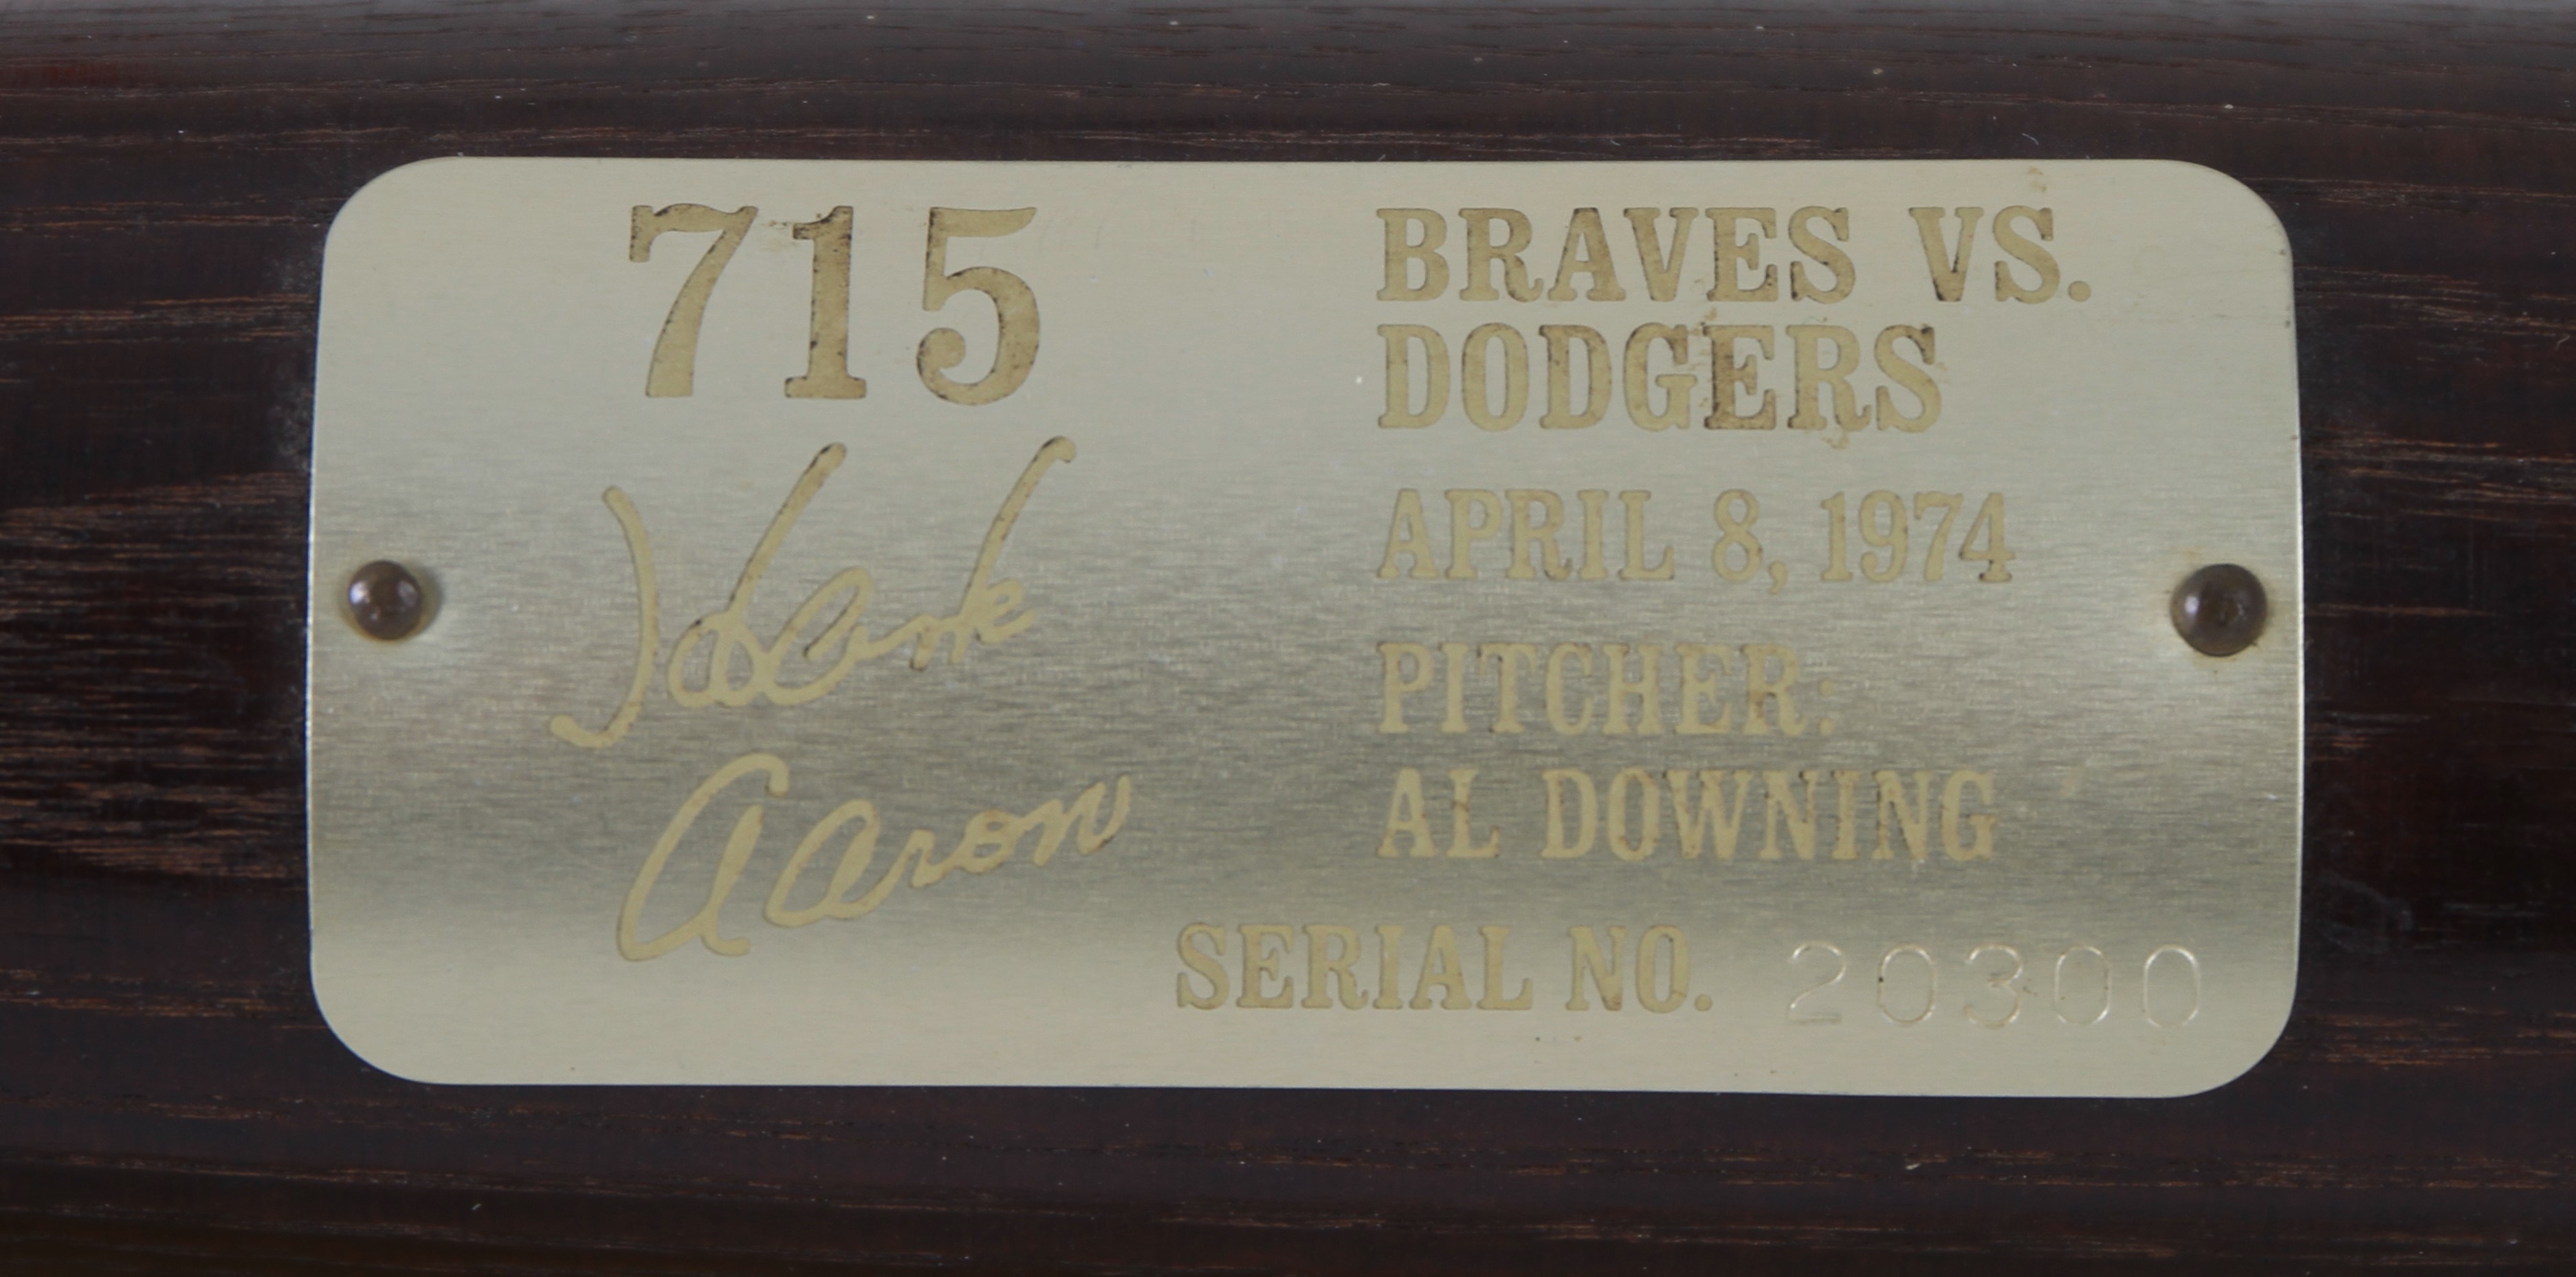 715
Hank
Aaron
BRAVES VS.
DODGERS
APRIL 8, 1974
PITCHER:
AL DOWNING
SERIAL NO. 20300